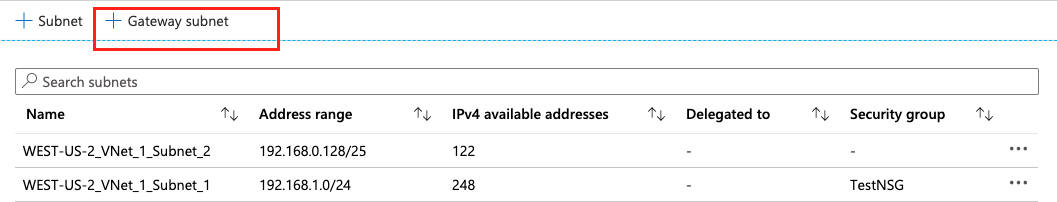 + Subnet + Gateway subnet
Search subnets
Name Address range IPv4 available addresses Delegated to Security group
WEST-US-2_VNet_1_Subnet_2 192.168.0.128/25 122 - - ...
WEST-US-2_VNet_1_Subnet_1 192.168.1.0/24 248 - TestNSG ...